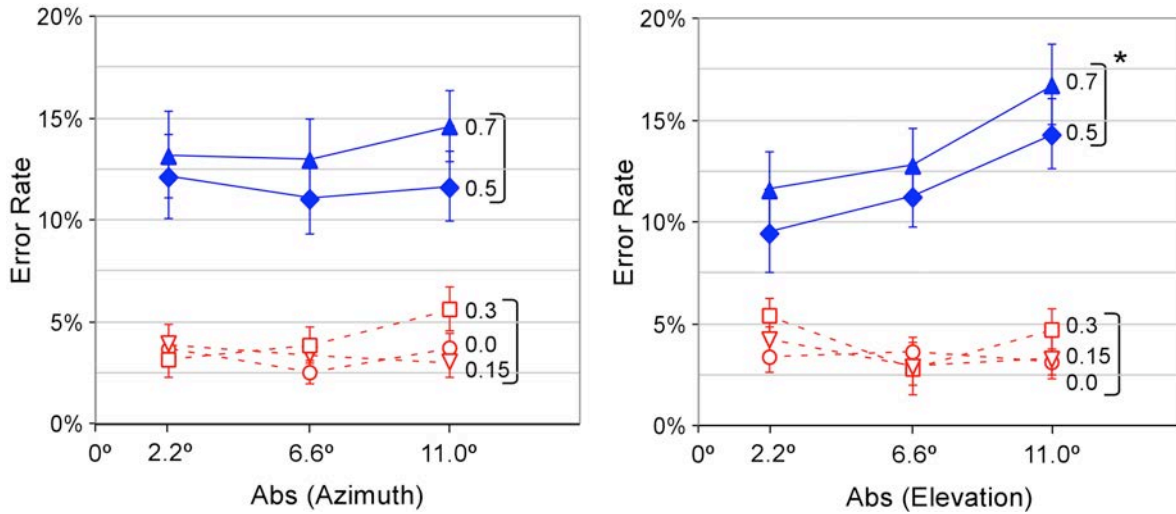 20%
15%
10%
5%
0%
Error Rate
0º
2.2º
6.6º
11.0º
Abs (Azimuth)
0.7
0.5
0.3
0.0
0.15
20%
15%
10%
5%
0%
Error Rate
0º
2.2º
6.6º
11.0º
Abs (Elevation)
*
0.7
0.5
0.3
0.15
0.0